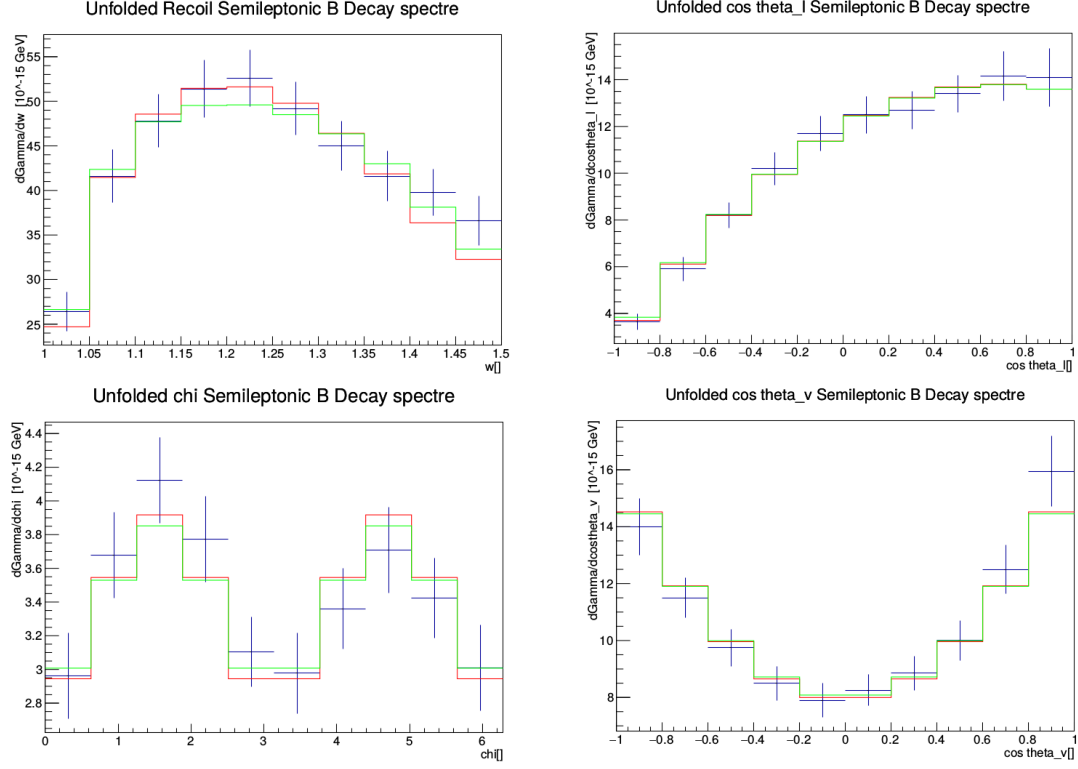 Unfolded Recoil Semileptonic B Decay spectre
dGamma/dw [10^-15 GeV]
55
50
45
40
35
30
25
1 1.05 1.1 1.15 1.2 1.25 1.3 1.35 1.4 1.45 1.5
w[]
Unfolded cos theta_l Semileptonic B Decay spectre
dGamma/dcostheta_l [10^-15 GeV]
14
12
10
8
6
4
−1 −0.8 −0.6 −0.4 −0.2 0 0.2 0.4 0.6 0.8 1
cos theta_l[]
Unfolded chi Semileptonic B Decay spectre
dGamma/dchi [10^-15 GeV]
4.4
4.2
4
3.8
3.6
3.4
3.2
3
2.8
0 1 2 3 4 5 6
chi[]
Unfolded cos theta_v Semileptonic B Decay spectre
dGamma/dcostheta_v [10^-15 GeV]
16
14
12
10
8
−1 −0.8 −0.6 −0.4 −0.2 0 0.2 0.4 0.6 0.8 1
cos theta_v[]